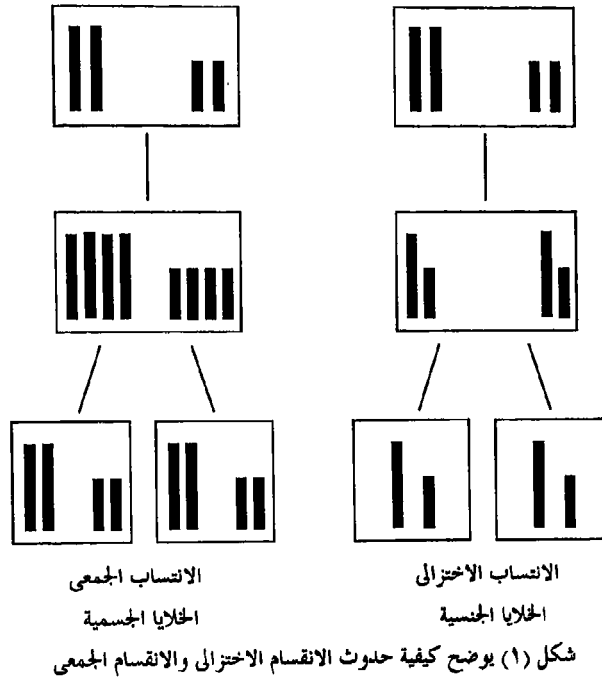 الانتساب الاختزالى
الخلايا الجنسية
الانتساب الجمعى
الخلايا الجسمية
شكل (١) يوضح كيفية حدوث الانقسام الاختزالى والانقسام الجمعى